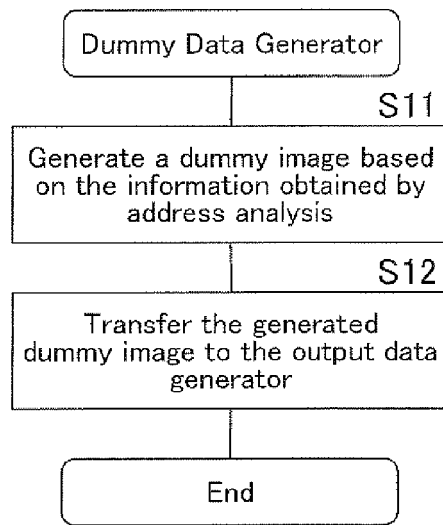 Dummy Data Generator
S11
Generate a dummy image based
on the information obtained by
address analysis
S12
Transfer the generated
dummy image to the output data
generator
End